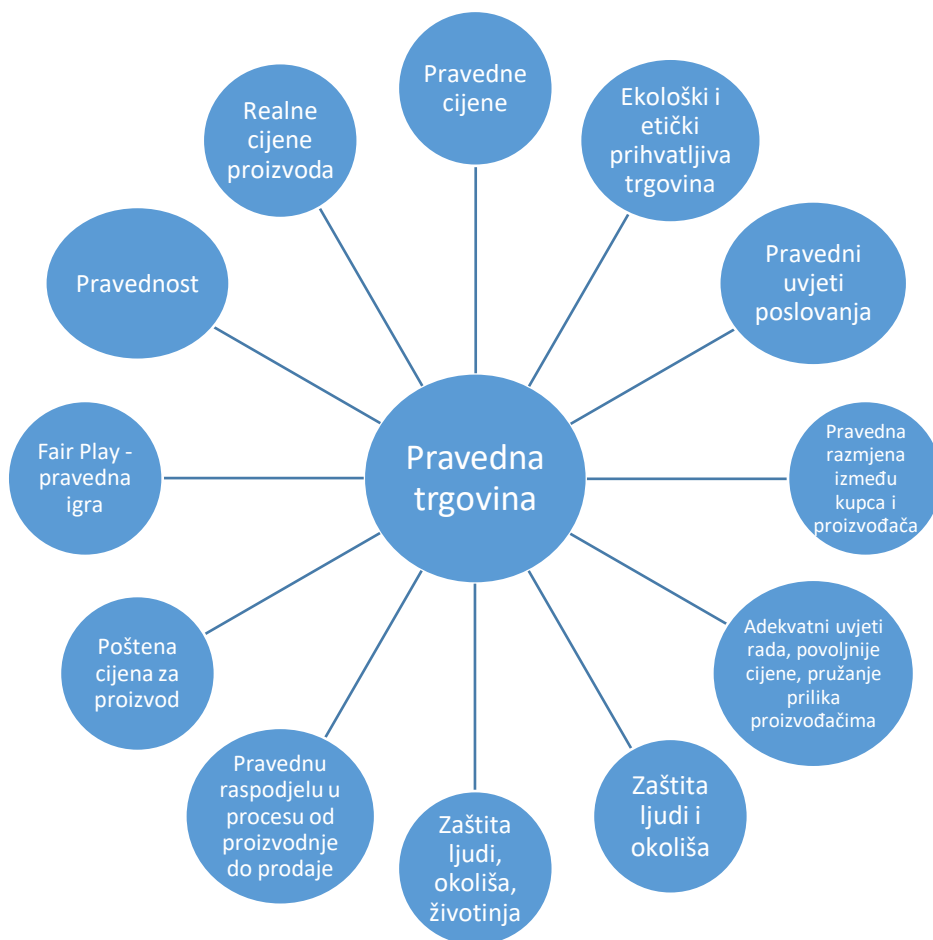 Pravedne
cijene
Ekološki i
etički
prihvatljiva
trgovina
Pravedni
uvjeti
poslovanja
Pravedna
razmjena
između
kupca i
proizvođača
Adekvatni uvjeti
rada, povoljnije
cijene, pružanje
prilika
proizvođačima
Zaštita
ljudi i
okoliša
Zaštita
ljudi,
okoliša,
životinja
Pravednu
raspodjelu u
procesu od
proizvodnje
do prodaje
Poštena
cijena za
proizvod
Fair Play -
pravedna
igra
Pravednost
Realne
cijene
proizvoda
Pravedna
trgovina